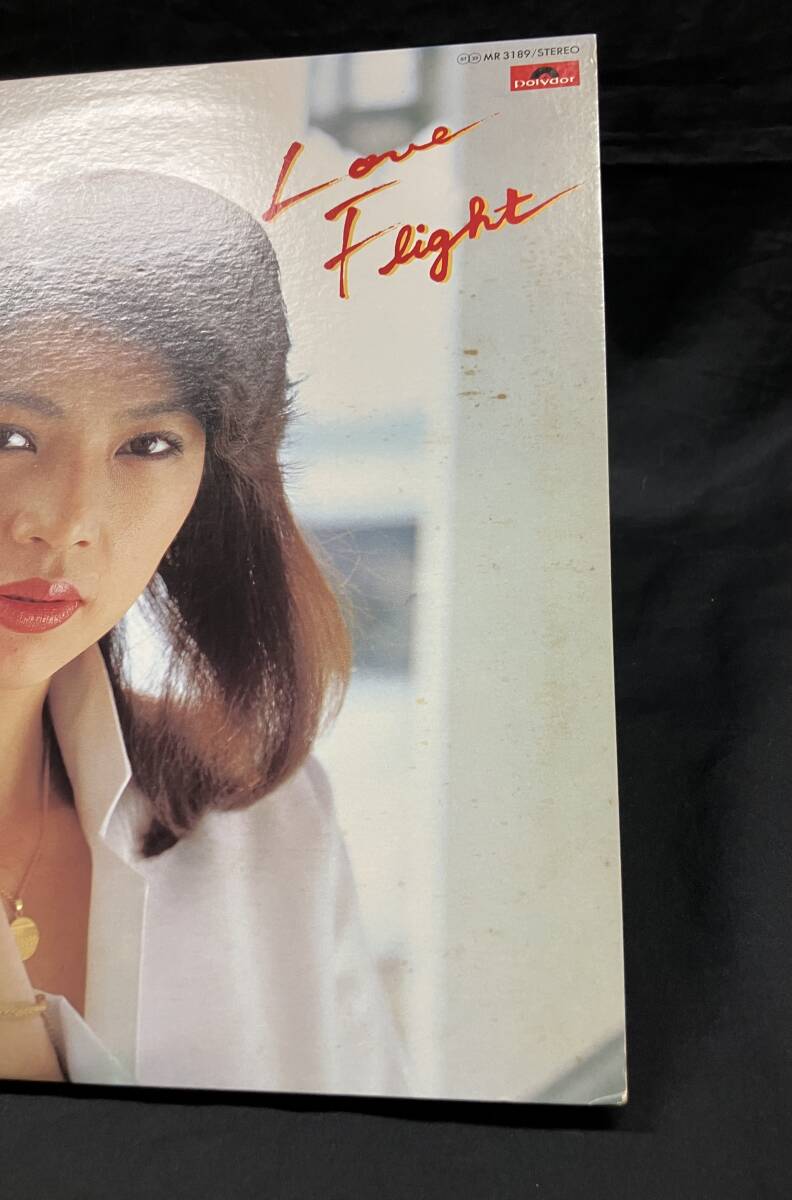 MR 3189/STEREO
polydor
Love
Flight